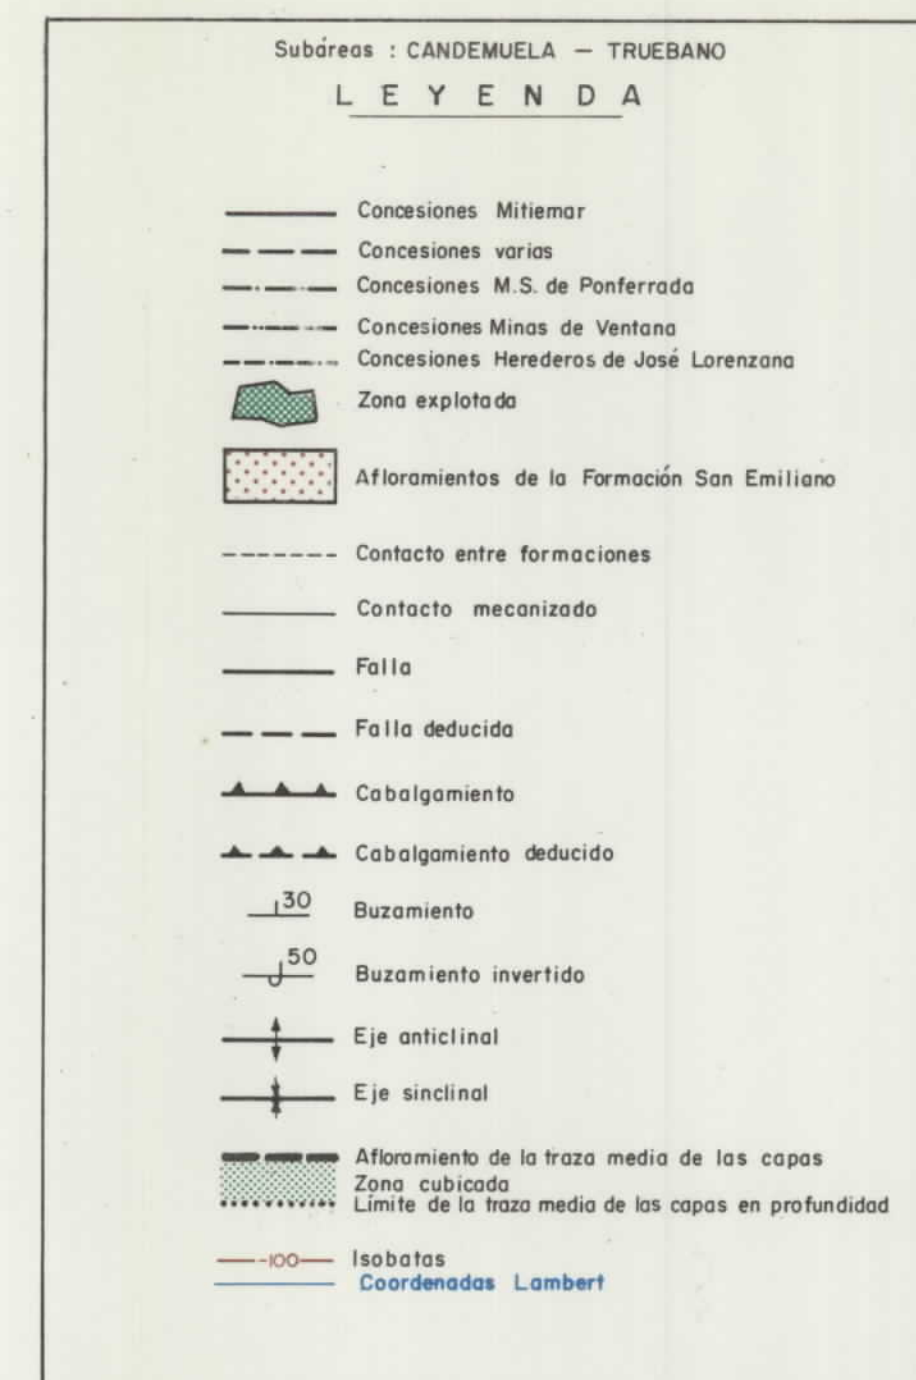 Subáreas : CANDEMUELA — TRUEBANO
LEYENDA
Concesiones Mitiemar
Concesiones varias
Concesiones M.S. de Ponferrada
Concesiones Minas de Ventana
Concesiones Herederos de José Lorenzana
Zona explotada
Afloramientos de la Formación San Emiliano
Contacto entre formaciones
Contacto mecanizado
Falla
Falla deducida
Cabalgamiento
Cabalgamiento deducido
30 Buzamiento
50 Buzamiento invertido
Eje anticlinal
Eje sinclinal
Afloramiento de la traza media de las capas
Zona cubicada
Límite de la traza media de las capas en profundidad
-100 Isobatas
Coordenadas Lambert